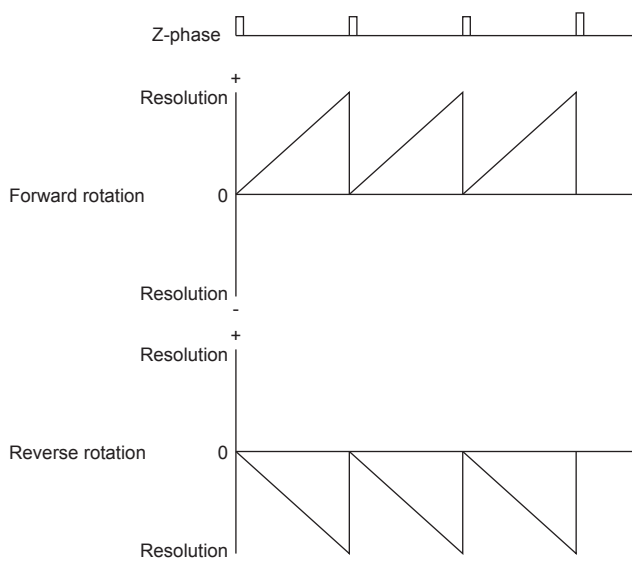 Z-phase
+
Resolution
Forward rotation
0
Resolution
-
+
Resolution
Reverse rotation
0
Resolution